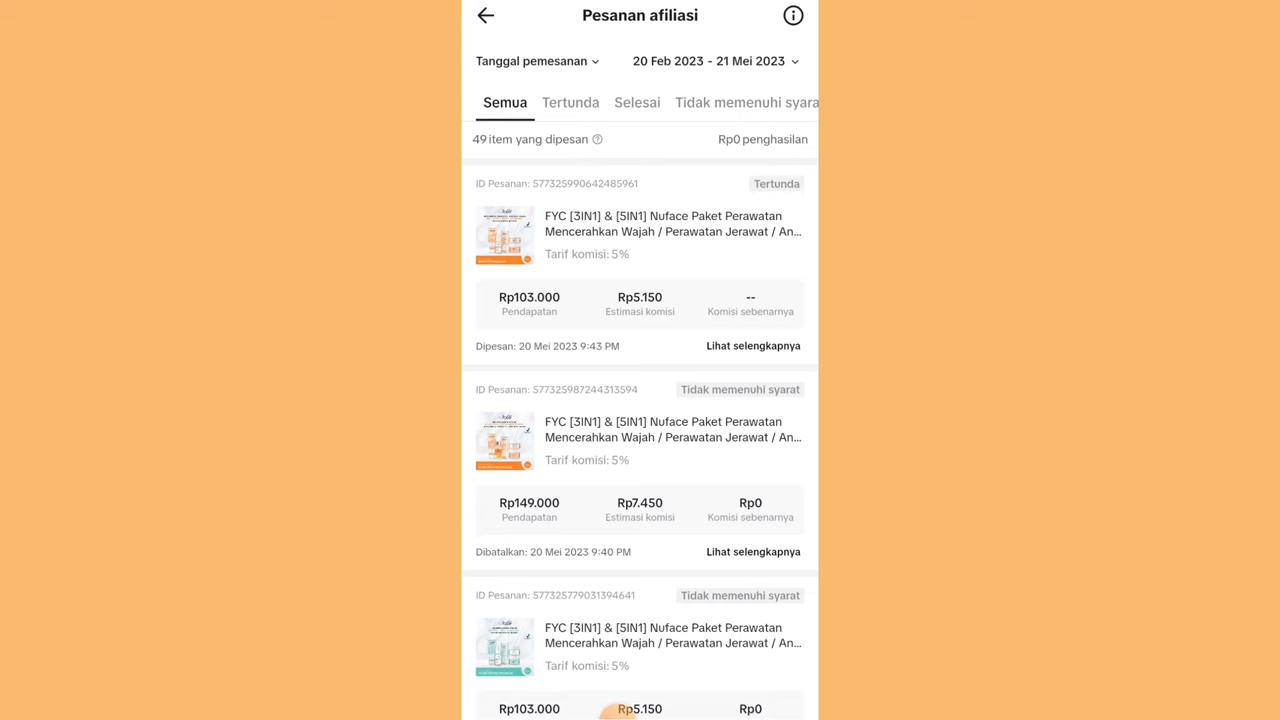 Pesanan afiliasi
Tanggal pemesanan
20 Feb 2023 - 21 Mei 2023
Semua
Tertunda
Selesai
Tidak memenuhi syara
49 item yang dipesan
Rp0 penghasilan
ID Pesanan: 577325990642485961
Tertunda
FYC [3IN1] & [5IN1] Nuface Paket Perawatan
Mencerahkan Wajah / Perawatan Jerawat / An...
Tarif komisi: 5%
Rp103.000
Rp5.150
--
Pendapatan
Estimasi komisi
Komisi sebenarnya
Dipesan: 20 Mei 2023 9:43 PM
Lihat selengkapnya
ID Pesanan: 577325987244313594
Tidak memenuhi syarat
FYC [3IN1] & [5IN1] Nuface Paket Perawatan
Mencerahkan Wajah / Perawatan Jerawat / An...
Tarif komisi: 5%
Rp149.000
Rp7.450
Rp0
Pendapatan
Estimasi komisi
Komisi sebenarnya
Dibatalkan: 20 Mei 2023 9:40 PM
Lihat selengkapnya
ID Pesanan: 577325779031394641
Tidak memenuhi syarat
FYC [3IN1] & [5IN1] Nuface Paket Perawatan
Mencerahkan Wajah / Perawatan Jerawat / An...
Tarif komisi: 5%
Rp103.000
Rp5.150
Rp0